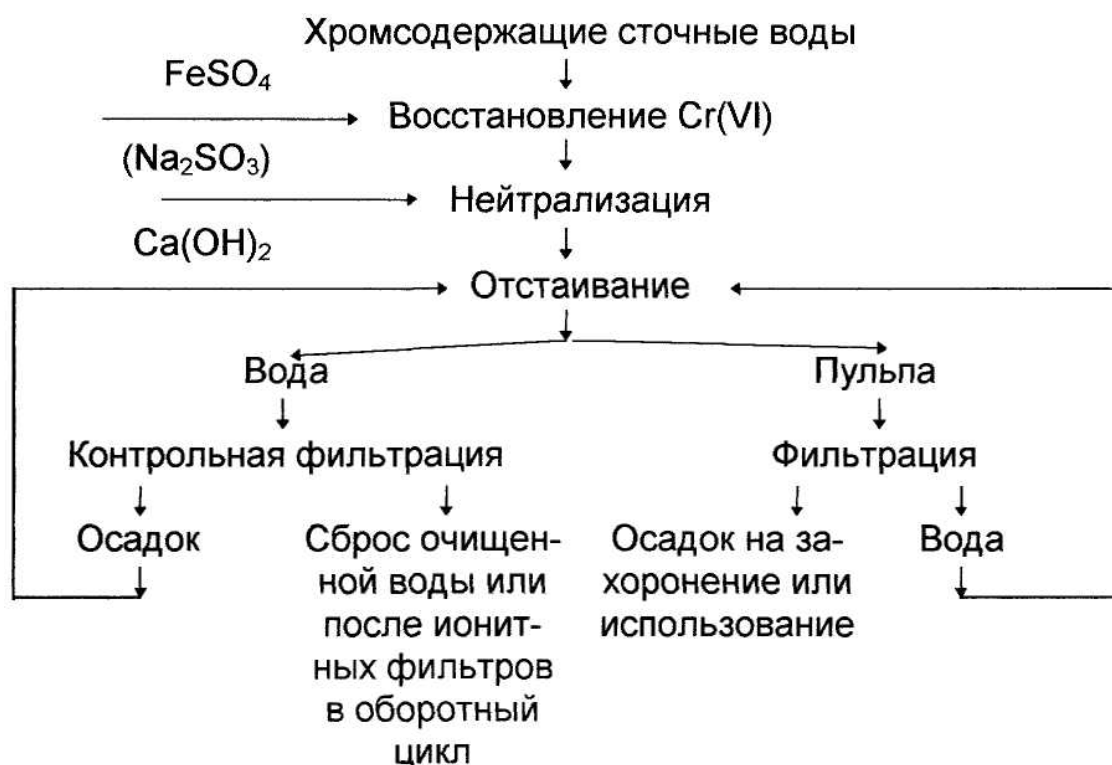 Хромсодержащие сточные воды
FeSO₄
Восстановление Cr(VI)
(Na₂SO₃)
Нейтрализация
Ca(OH)₂
Отстаивание
Вода
Пульпа
Контрольная фильтрация
Фильтрация
Осадок
Сброс очищен-
ной воды или
после ионит-
ных фильтров
в оборотный
цикл
Осадок на за-
хоронение или
использование
Вода